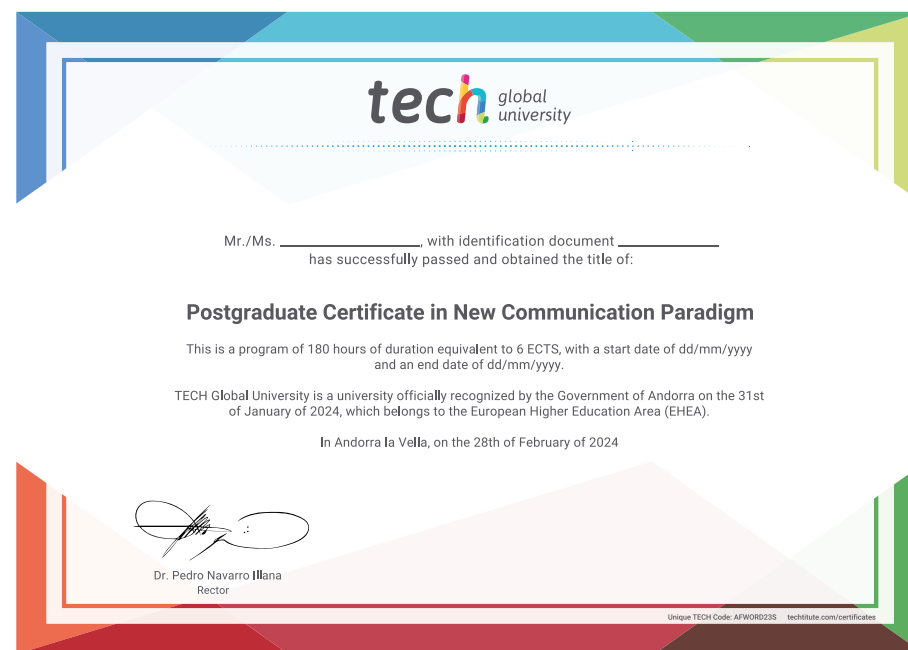 tech global
university
Mr./Ms. ____________, with identification document ____________
has successfully passed and obtained the title of:
Postgraduate Certificate in New Communication Paradigm
This is a program of 180 hours of duration equivalent to 6 ECTS, with a start date of dd/mm/yyyy
and an end date of dd/mm/yyyy.
TECH Global University is a university officially recognized by the Government of Andorra on the 31st
of January of 2024, which belongs to the European Higher Education Area (EHEA).
In Andorra la Vella, on the 28th of February of 2024
Dr. Pedro Navarro Illana
Rector
Unique TECH Code: AFWORD23S techtitute.com/certificates